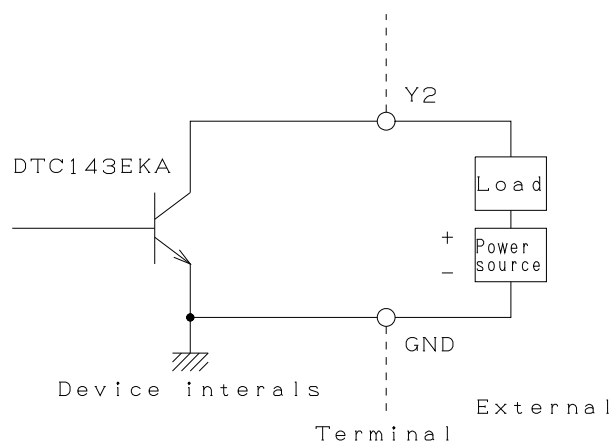 Y2
DTC143EKA
Load
+
Power
source
-
GND
Device interals
External
Terminal